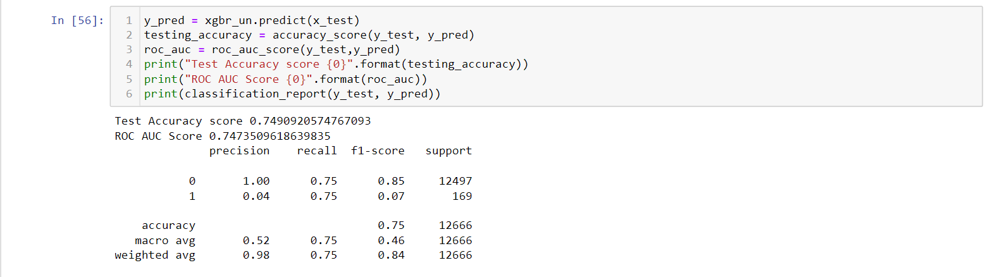 In [56]:
1 y_pred = xgbr_un.predict(x_test)
2 testing_accuracy = accuracy_score(y_test, y_pred)
3 roc_auc = roc_auc_score(y_test,y_pred)
4 print("Test Accuracy score {0}".format(testing_accuracy))
5 print("ROC AUC Score {0}".format(roc_auc))
6 print(classification_report(y_test, y_pred))
Test Accuracy score 0.7490920574767093
ROC AUC Score 0.7473509618639835
precision recall f1-score support
0 1.00 0.75 0.85 12497
1 0.04 0.75 0.07 169
accuracy 0.75 12666
macro avg 0.52 0.75 0.46 12666
weighted avg 0.98 0.75 0.84 12666